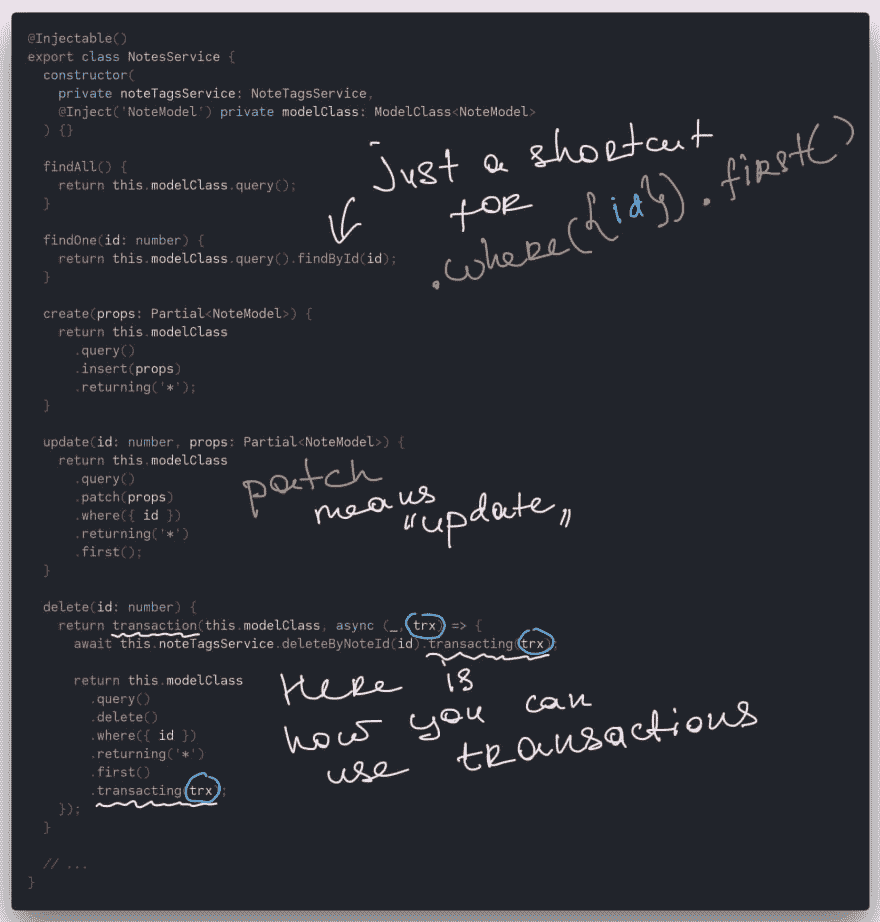 @Injectable()
export class NotesService {
  constructor(
    private noteTagsService: NoteTagsService,
    @Inject('NoteModel') private modelClass: ModelClass<NoteModel>
  ) {}
  findAll() {
    return this.modelClass.query();
  }
  findOne(id: number) {
    return this.modelClass.query().findById(id);
  }
Just a shortcut
for
.where({id}).first()
  create(props: Partial<NoteModel>) {
    return this.modelClass
      .query()
      .insert(props)
      .returning('*');
  }
  update(id: number, props: Partial<NoteModel>) {
    return this.modelClass
      .query()
      .patch(props)
      .where({ id })
      .returning('*')
      .first();
  }
patch
means
"update"
  delete(id: number) {
    return transaction(this.modelClass, async (_, trx) => {
      await this.noteTagsService.deleteByNoteId(id).transacting(trx);
      return this.modelClass
        .query()
        .delete()
        .where({ id })
        .returning('*')
        .first()
        .transacting(trx);
    });
  }
Here is
how you can
use transactions
  // ...
}